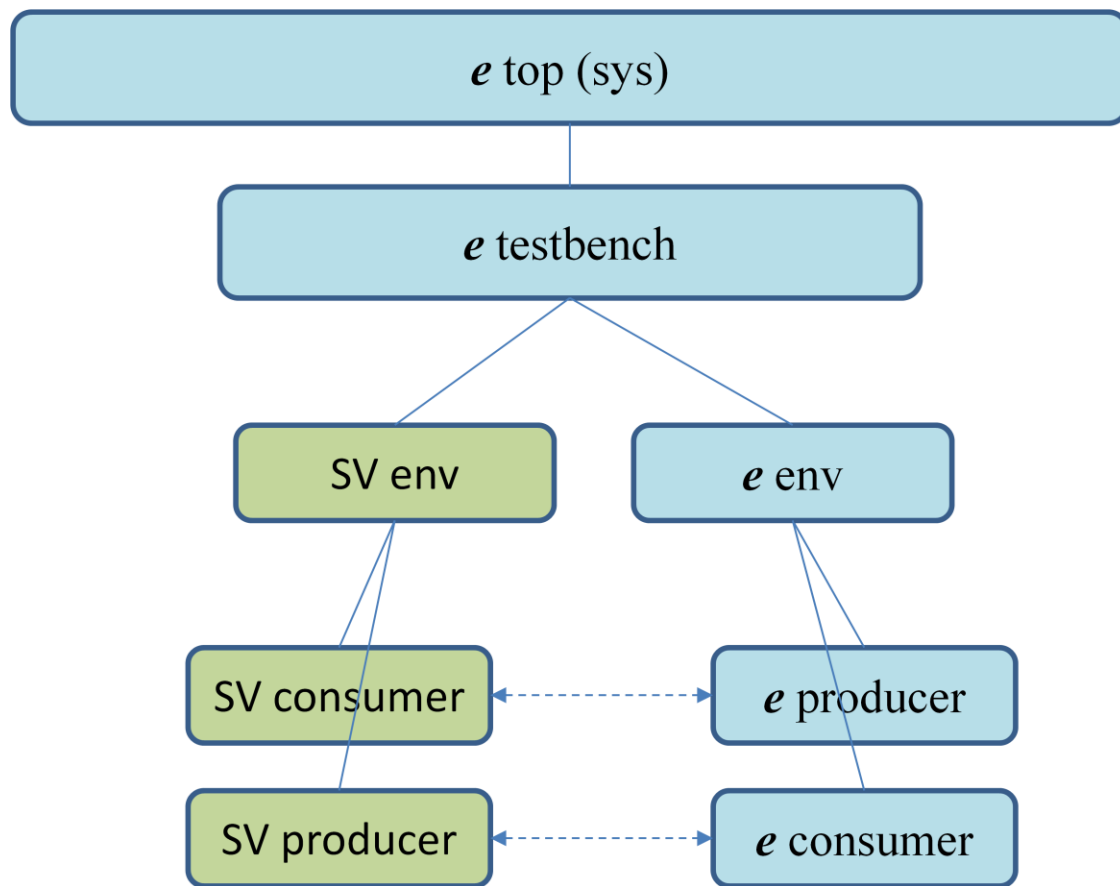 e top (sys)
e testbench
SV env
e env
SV consumer
e producer
SV producer
e consumer